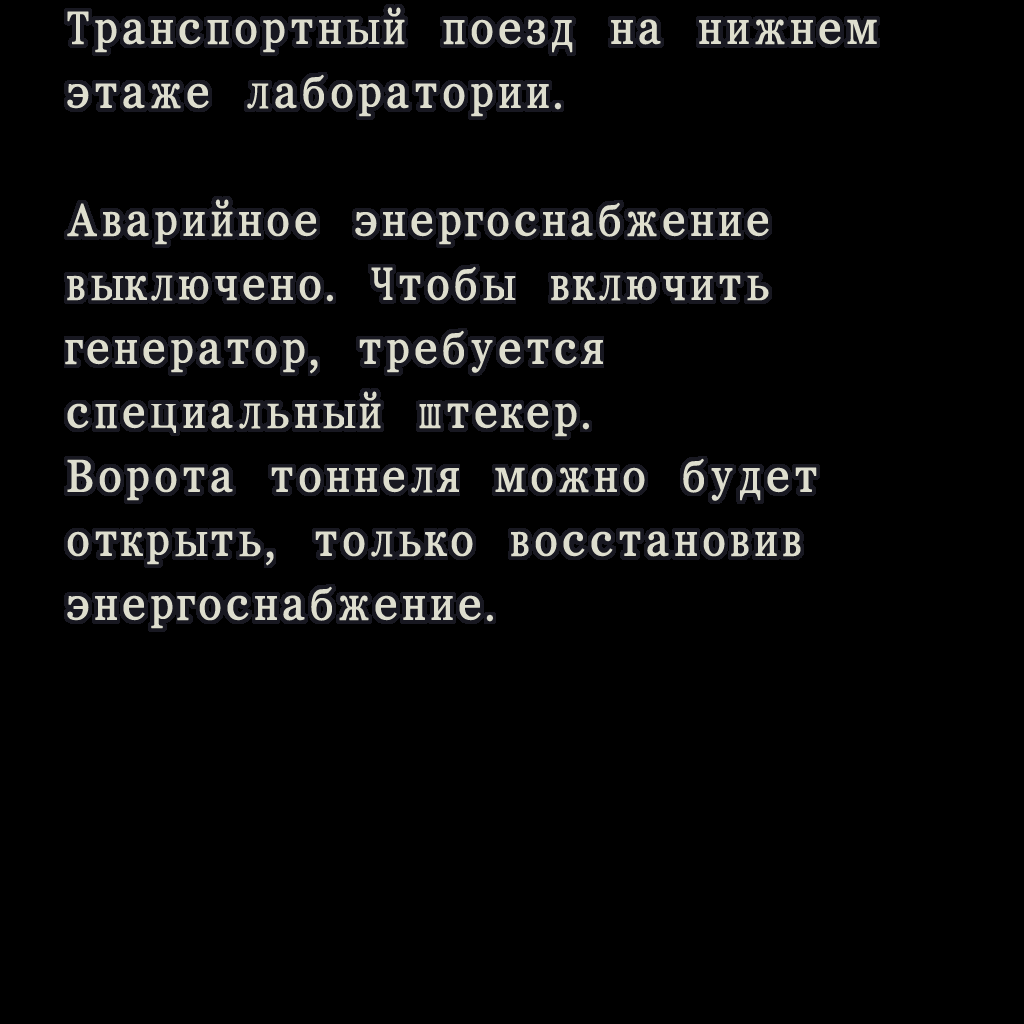 Транспортный поезд на нижнем
этаже лаборатории.
Аварийное энергоснабжение
выключено. Чтобы включить
генератор, требуется
специальный штекер.
Ворота тоннеля можно будет
открыть, только восстановив
энергоснабжение.